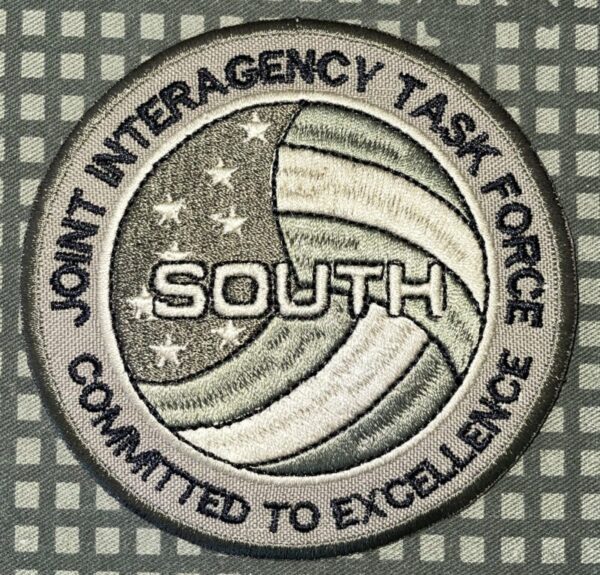 JOINT INTERAGENCY TASK FORCE
SOUTH
COMMITTED TO EXCELLENCE